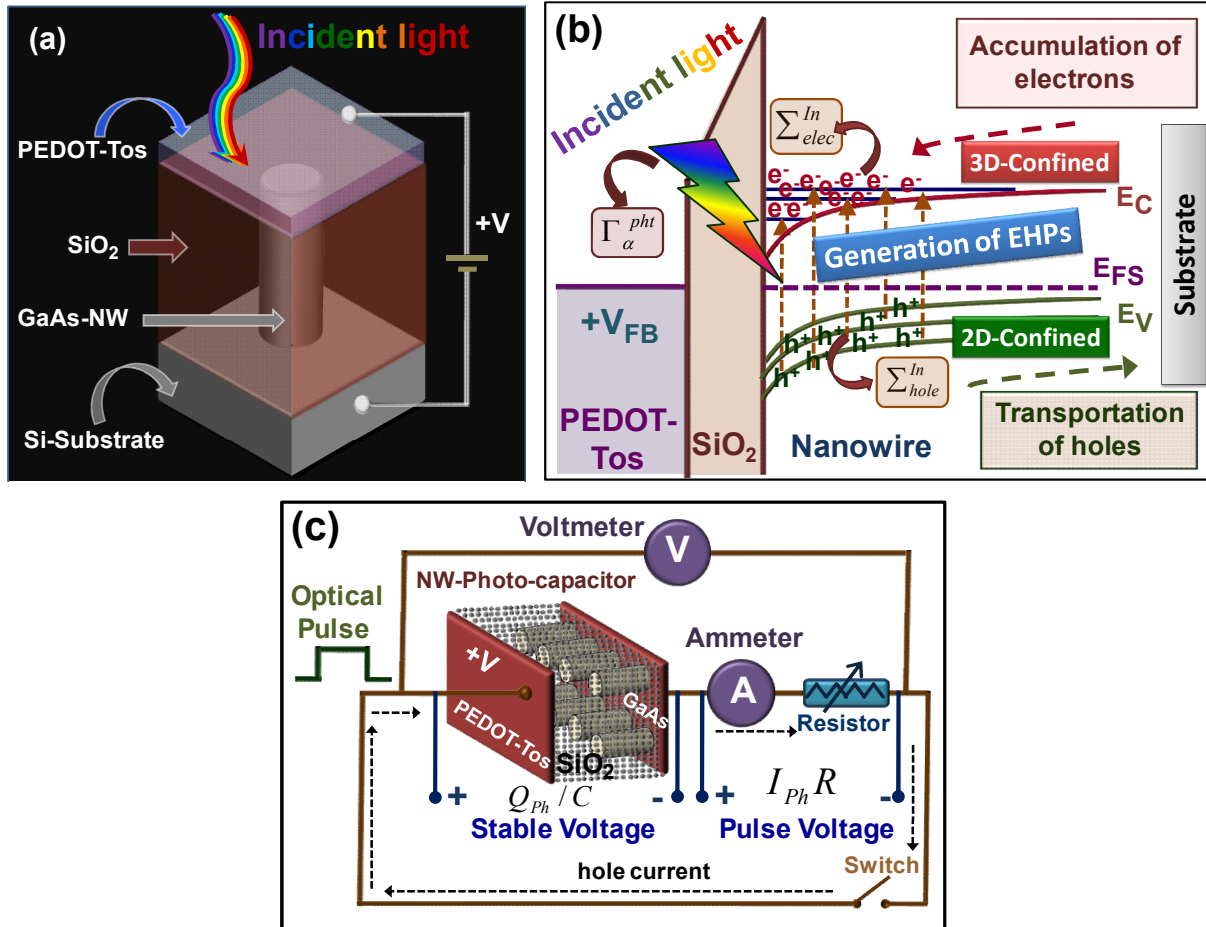 (a)
Incident light
PEDOT-Tos
SiO2
GaAs-NW
Si-Substrate
+V
(b)
Incident light
Γα^pht
∑elec^In
Accumulation of
electrons
3D-Confined
e- e- e- e- e- e-
e- e- e- e-
e- e-
EC
Generation of EHPs
EFS
EV
2D-Confined
h+ h+ h+
h+ h+ h+
h+ h+
∑hole^In
+VFB
PEDOT-
Tos
SiO2
Nanowire
Substrate
Transportation
of holes
(c)
Voltmeter
V
NW-Photo-capacitor
Optical
Pulse
+V
PEDOT-Tos
SiO2
GaAs
Ammeter
A
Resistor
+ QPh / C -
Stable Voltage
+ IPh R -
Pulse Voltage
hole current
Switch